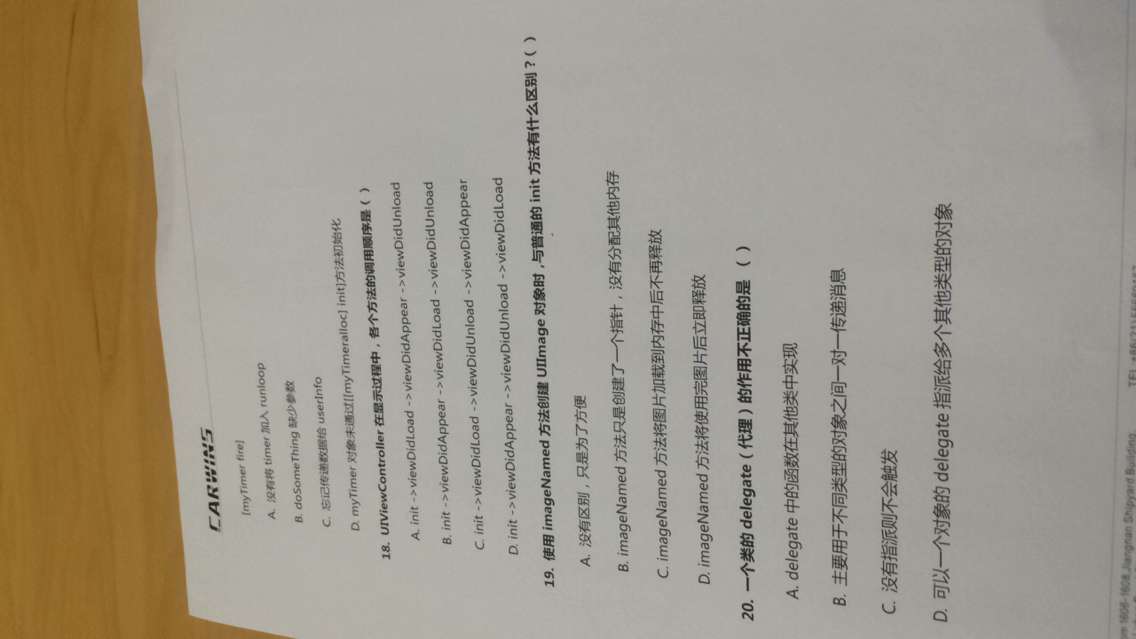 CARWINS
[myTimer fire]
A. 没有将 timer 加入 runloop
B. doSomeThing 缺少参数
C. 忘记传递数据给 userInfo
D. myTimer 对象未通过[[myTimeralloc] init]方法初始化
18. UIViewController 在显示过程中，各个方法的调用顺序是（ ）
A. init ->viewDidLoad ->viewDidAppear ->viewDidUnload
B. init ->viewDidAppear ->viewDidLoad ->viewDidUnload
C. init ->viewDidLoad ->viewDidUnload ->viewDidAppear
D. init ->viewDidAppear ->viewDidUnload ->viewDidLoad
19. 使用 imageNamed 方法创建 UIImage 对象时，与普通的 init 方法有什么区别？( )
A. 没有区别，只是为了方便
B. imageNamed 方法只是创建了一个指针，没有分配其他内存
C. imageNamed 方法将图片加载到内存中后不再释放
D. imageNamed 方法将使用完图片后立即释放
20. 一个类的 delegate（代理）的作用不正确的是 （ ）
A. delegate 中的函数在其他类中实现
B. 主要用于不同类型的对象之间一对一传递消息
C. 没有指派则不会触发
D. 可以一个对象的 delegate 指派给多个其他类型的对象
1606-1608,Jiangnan Shipyard Building
TEL